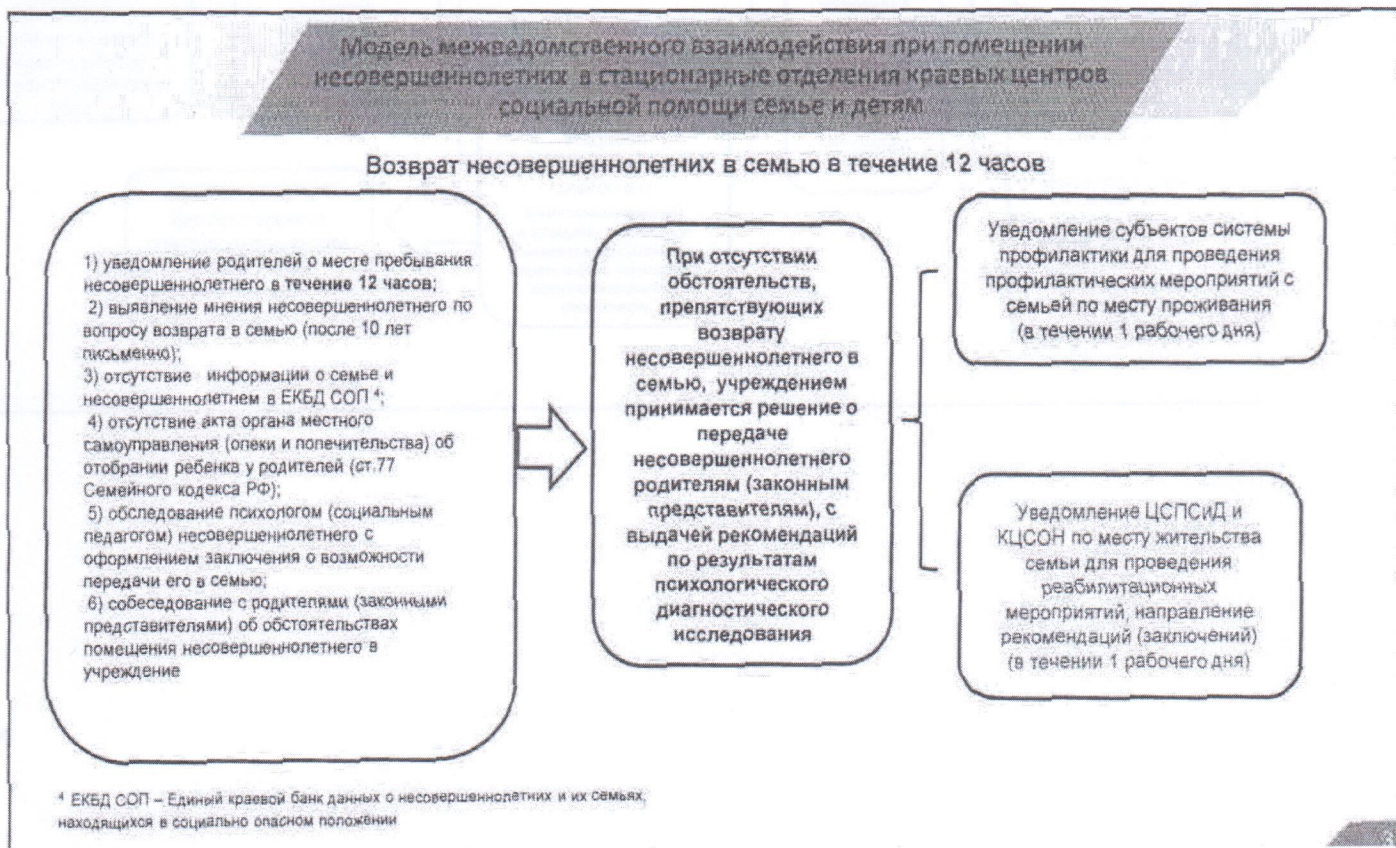 Модель межведомственного взаимодействия при помещении
несовершеннолетних в стационарные отделения краевых центров
социальной помощи семье и детям
Возврат несовершеннолетних в семью в течение 12 часов
1) уведомление родителей о месте пребывания
несовершеннолетнего в течение 12 часов;
2) выявление мнения несовершеннолетнего по
вопросу возврата в семью (после 10 лет
письменно);
3) отсутствие информации о семье и
несовершеннолетнем в ЕКБД СОП ⁴;
4) отсутствие акта органа местного
самоуправления (опеки и попечительства) об
отобрании ребенка у родителей (ст.77
Семейного кодекса РФ);
5) обследование психологом (социальным
педагогом) несовершеннолетнего с
оформлением заключения о возможности
передачи его в семью;
6) собеседование с родителями (законными
представителями) об обстоятельствах
помещения несовершеннолетнего в
учреждение
При отсутствии
обстоятельств,
препятствующих
возврату
несовершеннолетнего в
семью, учреждением
принимается решение о
передаче
несовершеннолетнего
родителям (законным
представителям), с
выдачей рекомендаций
по результатам
психологического
диагностического
исследования
Уведомление субъектов системы
профилактики для проведения
профилактических мероприятий с
семьей по месту проживания
(в течении 1 рабочего дня)
Уведомление ЦСПСиД и
КЦСОН по месту жительства
семьи для проведения
реабилитационных
мероприятий, направление
рекомендаций (заключений)
(в течении 1 рабочего дня)
⁴ ЕКБД СОП – Единый краевой банк данных о несовершеннолетних и их семьях,
находящихся в социально опасном положении
3